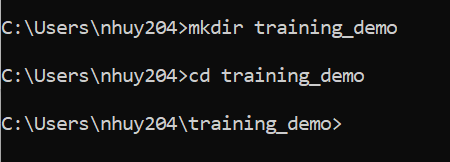 C:\Users\nhuy204>mkdir training_demo
C:\Users\nhuy204>cd training_demo
C:\Users\nhuy204\training_demo>